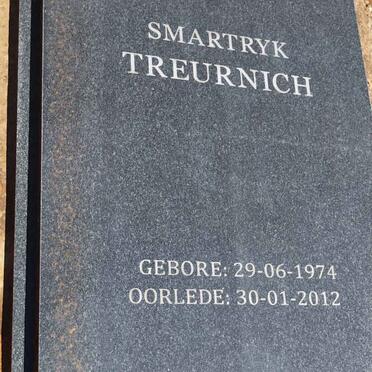 SMARTRYK
TREURNICH
GEBORE: 29-06-1974
OORLEDE: 30-01-2012